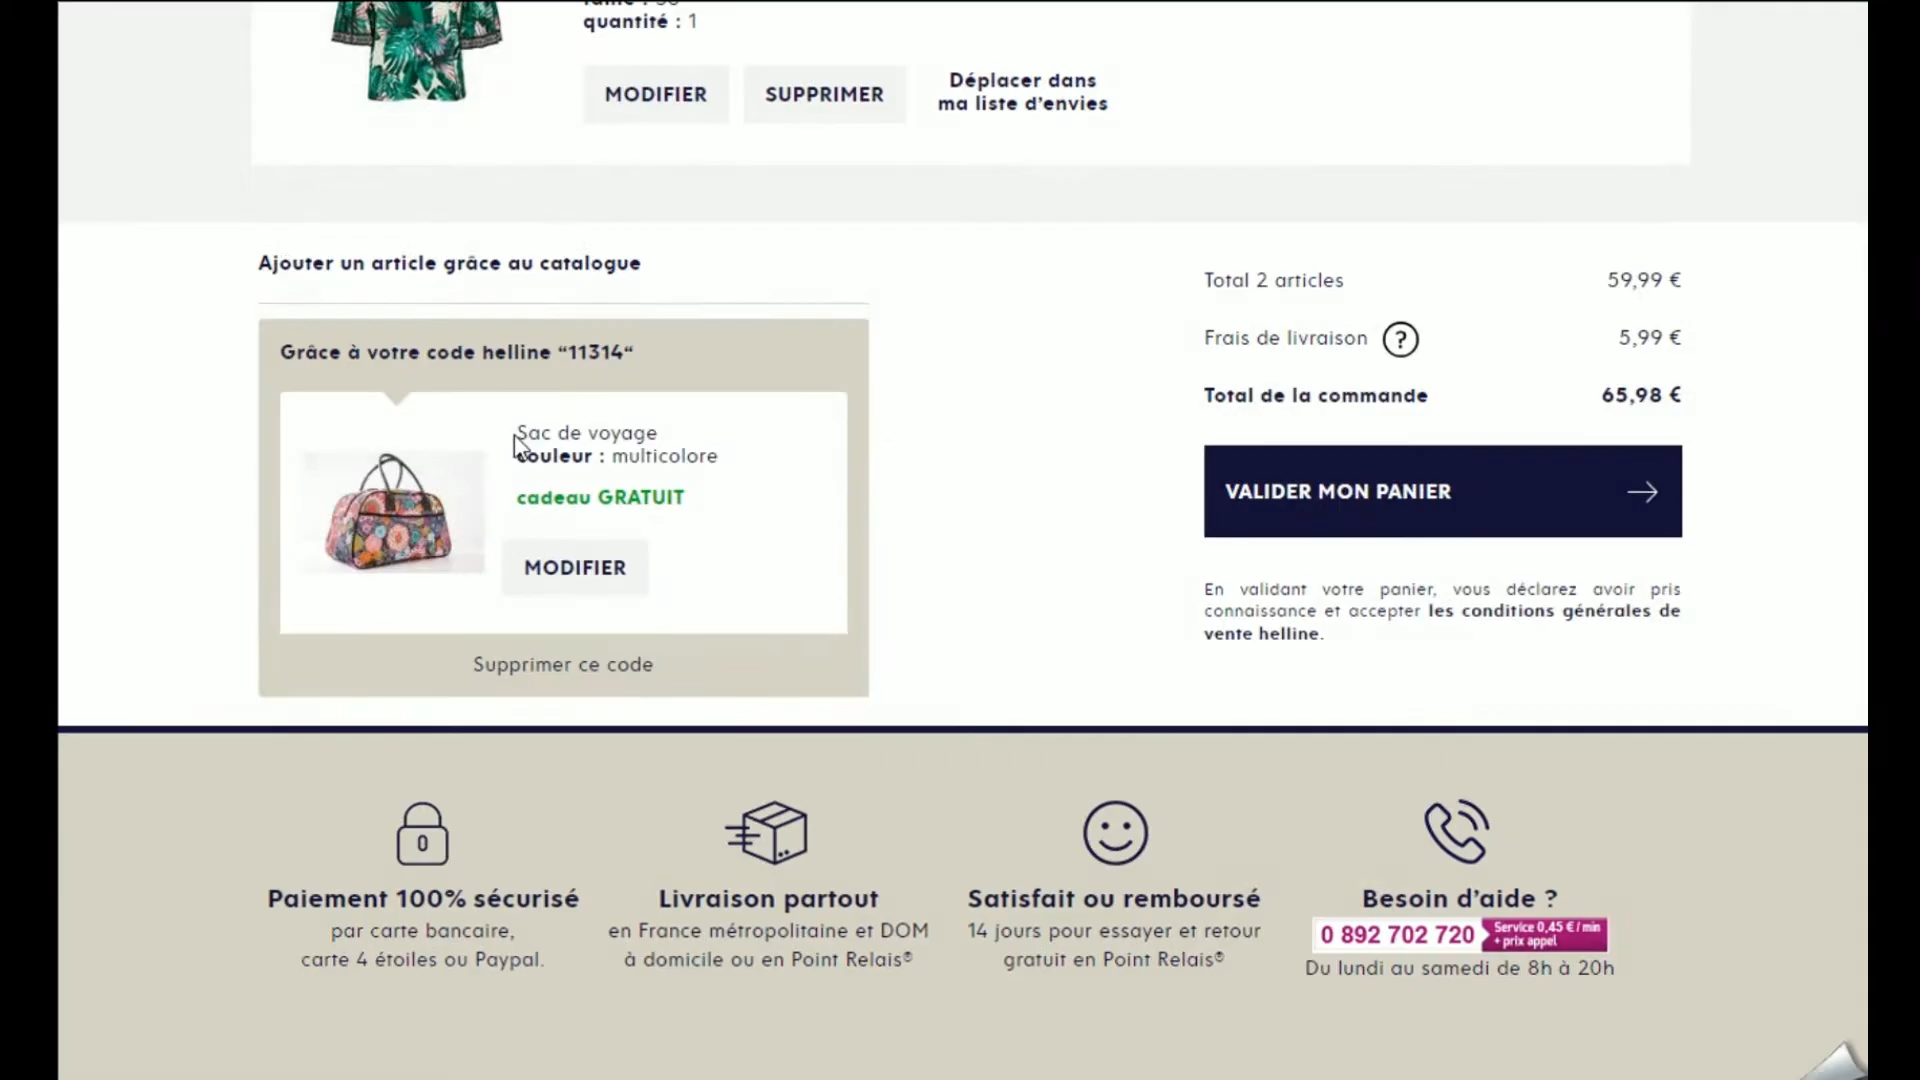 quantité : 1
MODIFIER
SUPPRIMER
Déplacer dans
ma liste d’envies
Ajouter un article grâce au catalogue
Grâce à votre code helline “11314“
Sac de voyage
couleur : multicolore
cadeau GRATUIT
MODIFIER
Supprimer ce code
Total 2 articles 59,99 €
Frais de livraison ? 5,99 €
Total de la commande 65,98 €
VALIDER MON PANIER
En validant votre panier, vous déclarez avoir pris
connaissance et accepter les conditions générales de
vente helline.
Paiement 100% sécurisé
par carte bancaire,
carte 4 étoiles ou Paypal.
Livraison partout
en France métropolitaine et DOM
à domicile ou en Point Relais®
Satisfait ou remboursé
14 jours pour essayer et retour
gratuit en Point Relais®
Besoin d’aide ?
0 892 702 720
Service 0,45 € / min
+ prix appel
Du lundi au samedi de 8h à 20h